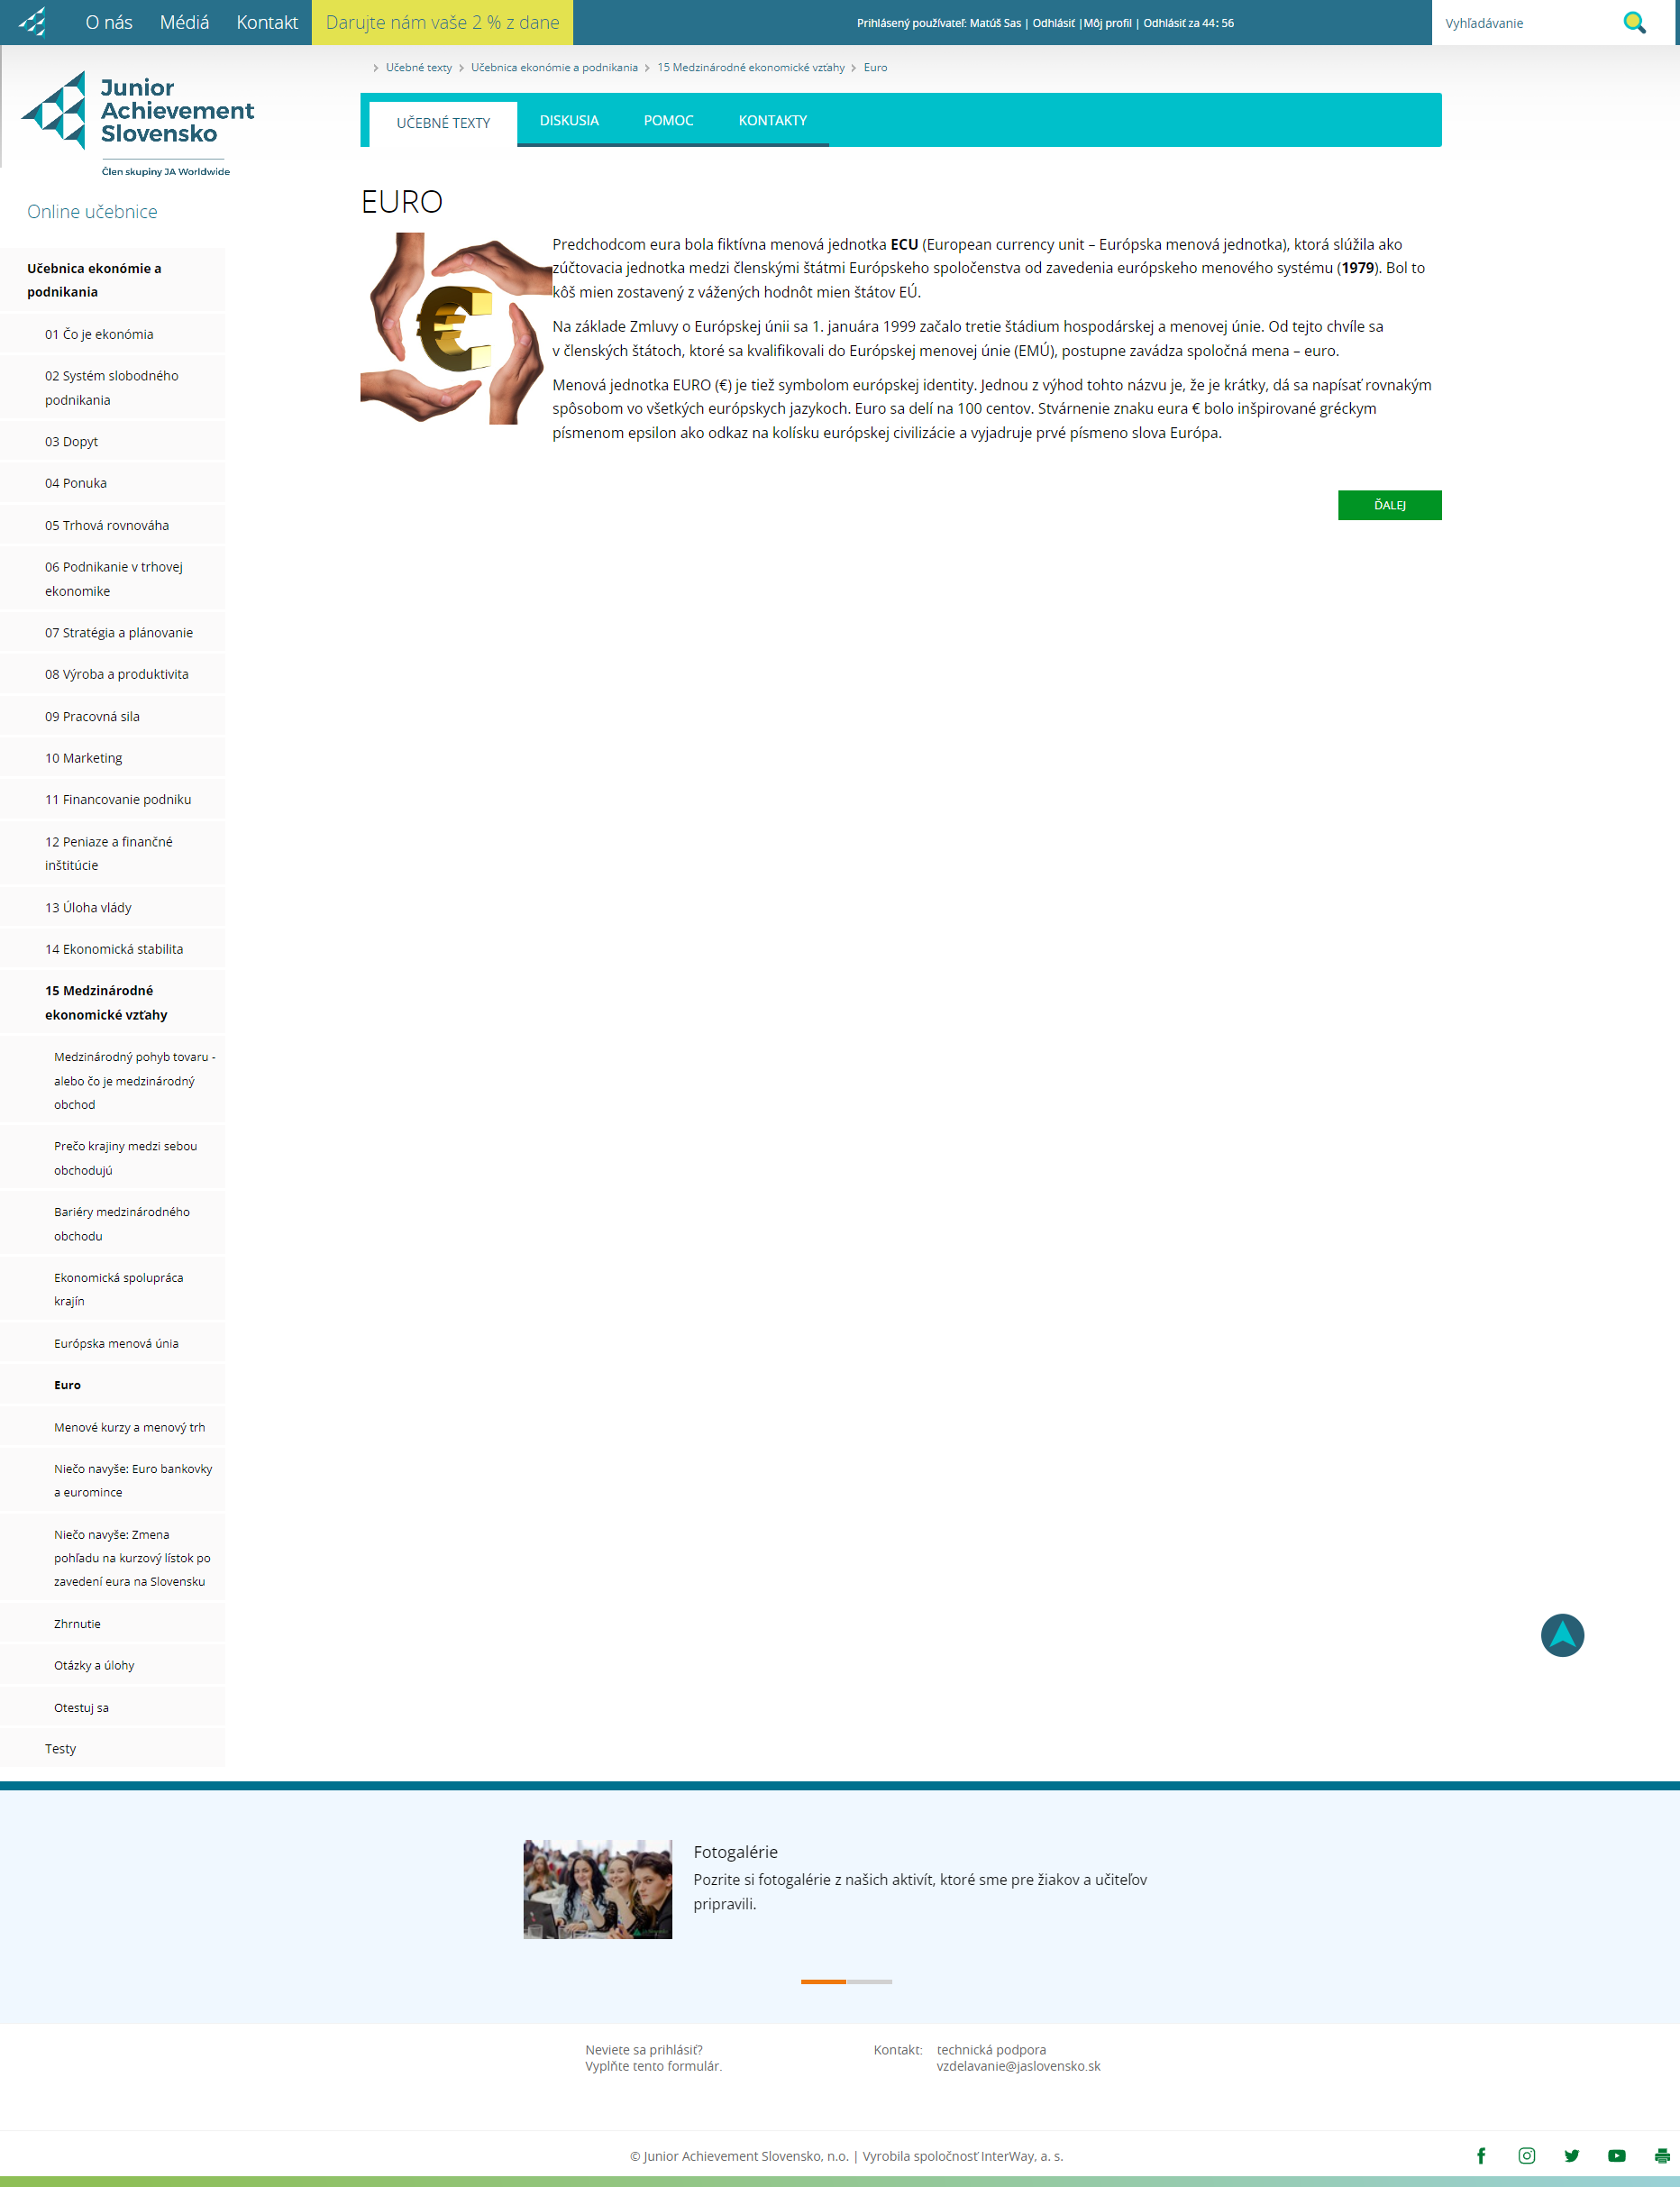 O nás Médiá Kontakt Darujte nám vaše 2 % z dane Prihlásený používateľ: Matúš Sas | Odhlásiť |Môj profil | Odhlásiť za 44: 56 Vyhľadávanie
Junior
Achievement
Slovensko
Člen skupiny JA Worldwide
Učebné texty Učebnica ekonómie a podnikania 15 Medzinárodné ekonomické vzťahy Euro
UČEBNÉ TEXTY DISKUSIA POMOC KONTAKTY
Online učebnice
Učebnica ekonómie a
podnikania
01 Čo je ekonómia
02 Systém slobodného
podnikania
03 Dopyt
04 Ponuka
05 Trhová rovnováha
06 Podnikanie v trhovej
ekonomike
07 Stratégia a plánovanie
08 Výroba a produktivita
09 Pracovná sila
10 Marketing
11 Financovanie podniku
12 Peniaze a finančné
inštitúcie
13 Úloha vlády
14 Ekonomická stabilita
15 Medzinárodné
ekonomické vzťahy
Medzinárodný pohyb tovaru -
alebo čo je medzinárodný
obchod
Prečo krajiny medzi sebou
obchodujú
Bariéry medzinárodného
obchodu
Ekonomická spolupráca
krajín
Európska menová únia
Euro
Menové kurzy a menový trh
Niečo navyše: Euro bankovky
a euromince
Niečo navyše: Zmena
pohľadu na kurzový lístok po
zavedení eura na Slovensku
Zhrnutie
Otázky a úlohy
Otestuj sa
Testy
EURO
Predchodcom eura bola fiktívna menová jednotka ECU (European currency unit – Európska menová jednotka), ktorá slúžila ako
zúčtovacia jednotka medzi členskými štátmi Európskeho spoločenstva od zavedenia európskeho menového systému (1979). Bol to
kôš mien zostavený z vážených hodnôt mien štátov EÚ.
Na základe Zmluvy o Európskej únii sa 1. januára 1999 začalo tretie štádium hospodárskej a menovej únie. Od tejto chvíle sa
v členských štátoch, ktoré sa kvalifikovali do Európskej menovej únie (EMÚ), postupne zavádza spoločná mena – euro.
Menová jednotka EURO (€) je tiež symbolom európskej identity. Jednou z výhod tohto názvu je, že je krátky, dá sa napísať rovnakým
spôsobom vo všetkých európskych jazykoch. Euro sa delí na 100 centov. Stvárnenie znaku eura € bolo inšpirované gréckym
písmenom epsilon ako odkaz na kolísku európskej civilizácie a vyjadruje prvé písmeno slova Európa.
ĎALEJ
Fotogalérie
Pozrite si fotogalérie z našich aktivít, ktoré sme pre žiakov a učiteľov
pripravili.
Neviete sa prihlásiť?
Vyplňte tento formulár.
Kontakt: technická podpora
vzdelavanie@jaslovensko.sk
© Junior Achievement Slovensko, n.o. | Vyrobila spoločnosť InterWay, a. s.